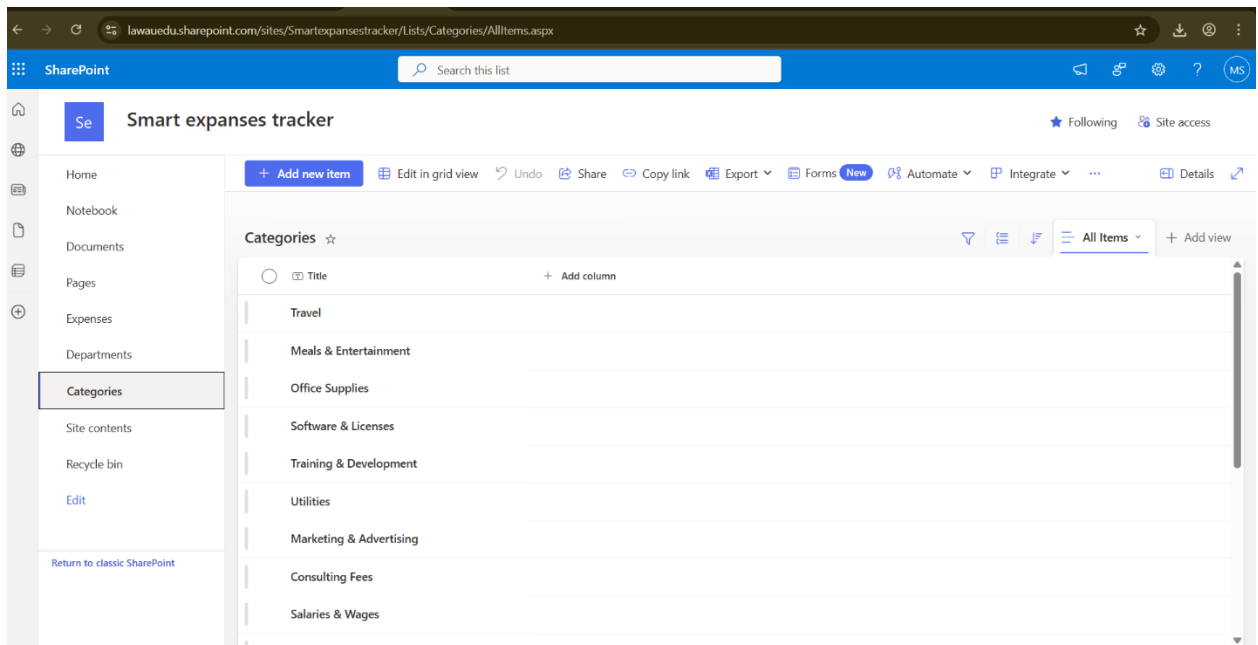 lawauedu.sharepoint.com/sites/Smartexpansestracker/Lists/Categories/AllItems.aspx
SharePoint
Search this list
MS
Se
Smart expanses tracker
Following
Site access
Home
Notebook
Documents
Pages
Expenses
Departments
Categories
Site contents
Recycle bin
Edit
Return to classic SharePoint
+ Add new item
Edit in grid view
Undo
Share
Copy link
Export
Forms New
Automate
Integrate
...
Details
Categories
All Items
+ Add view
Title
+ Add column
Travel
Meals & Entertainment
Office Supplies
Software & Licenses
Training & Development
Utilities
Marketing & Advertising
Consulting Fees
Salaries & Wages